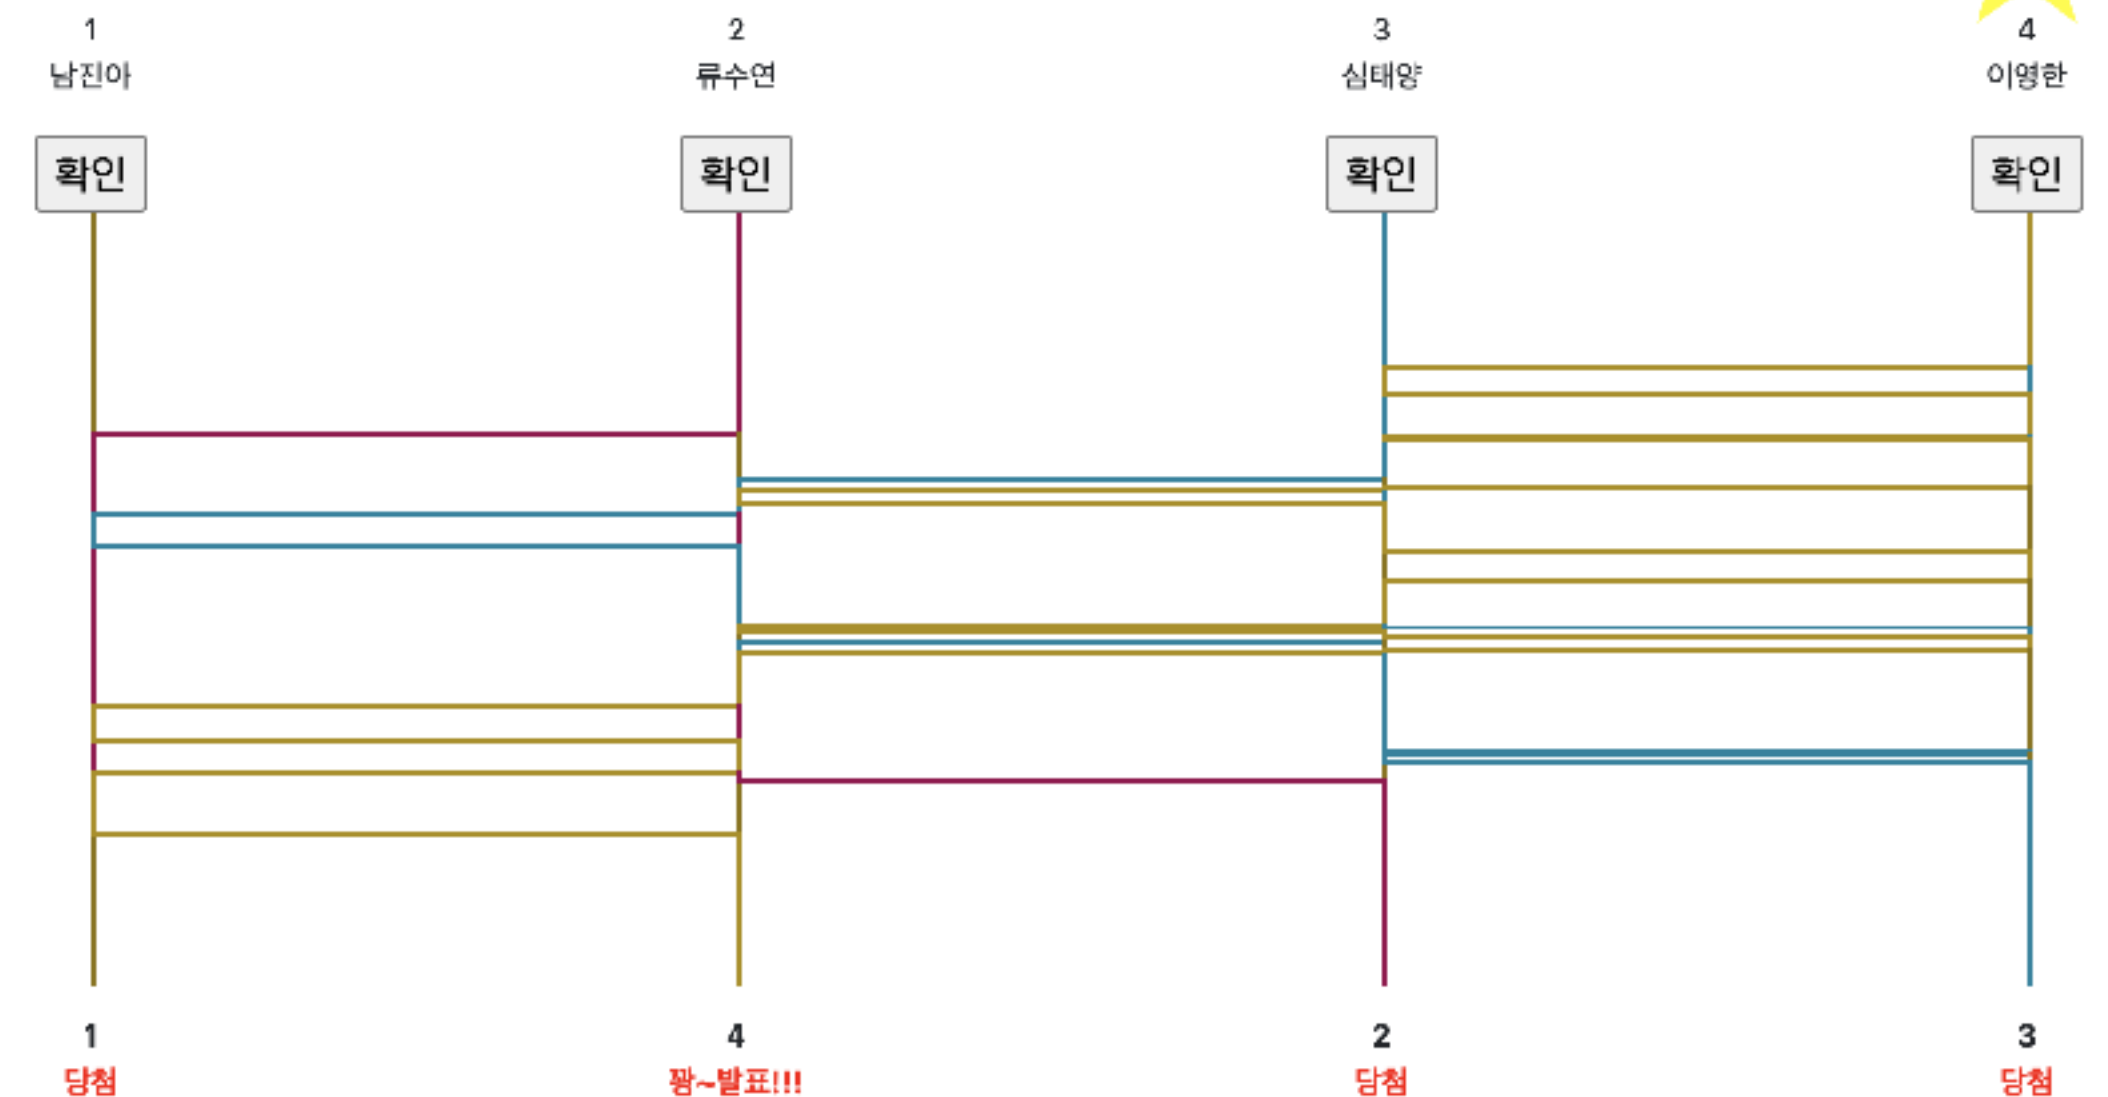 1 2 3 4
남진아 류수연 심태양 이영한
확인 확인 확인 확인
1 4 2 3
당첨 꽝~발표!!! 당첨 당첨